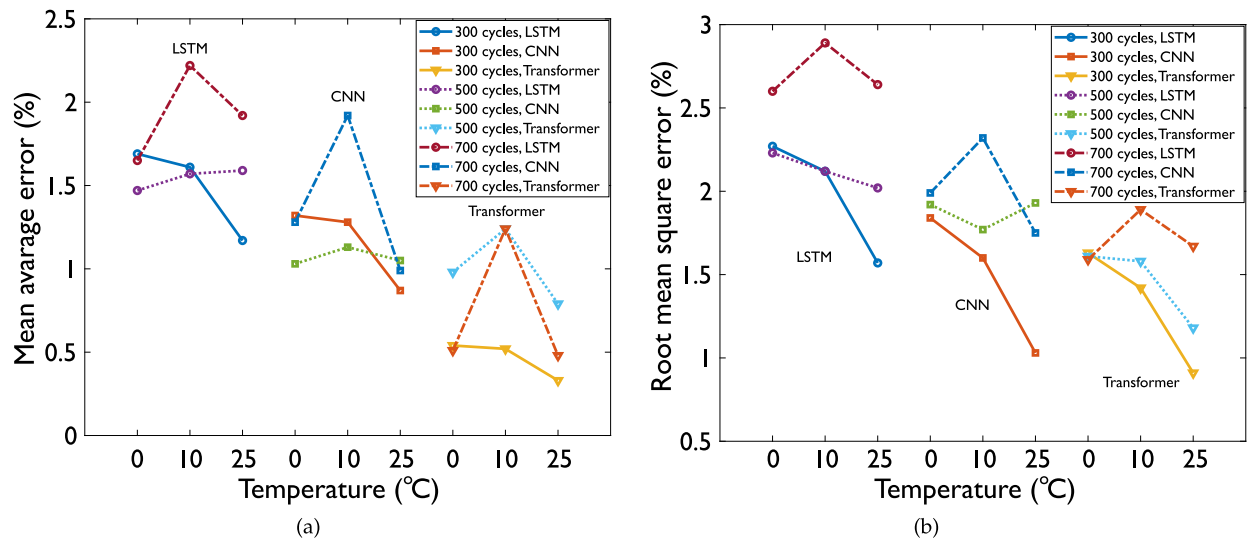 2.5
2
1.5
1
0.5
0
Mean avarage error (%)
LSTM
CNN
Transformer
300 cycles, LSTM
300 cycles, CNN
300 cycles, Transformer
500 cycles, LSTM
500 cycles, CNN
500 cycles, Transformer
700 cycles, LSTM
700 cycles, CNN
700 cycles, Transformer
0 10 25 0 10 25 0 10 25
Temperature (°C)
(a)
3
2.5
2
1.5
1
0.5
Root mean square error (%)
300 cycles, LSTM
300 cycles, CNN
300 cycles, Transformer
500 cycles, LSTM
500 cycles, CNN
500 cycles, Transformer
700 cycles, LSTM
700 cycles, CNN
700 cycles, Transformer
LSTM
CNN
Transformer
0 10 25 0 10 25 0 10 25
Temperature (°C)
(b)